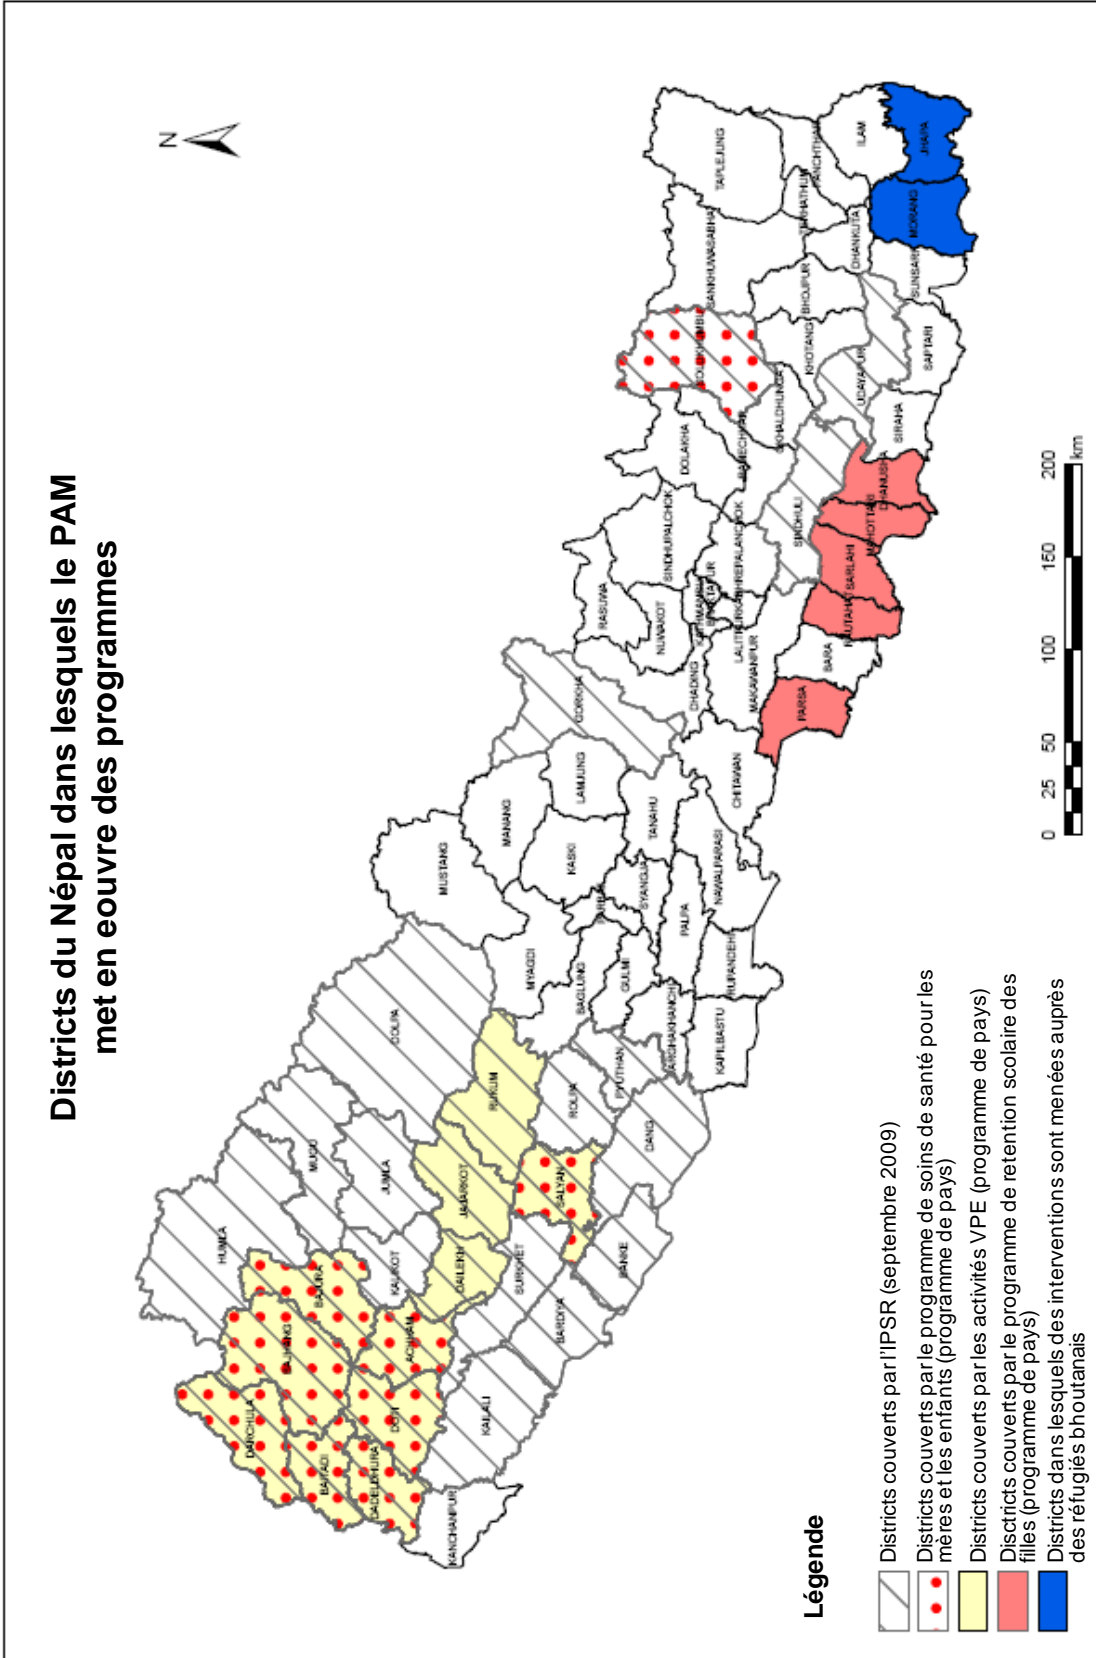 Districts du Népal dans lesquels le PAM
met en eouvre des programmes
N
HUMLA
DARCHULA
BAJHANG
BAJURA
MUGU
BAITADI
DADELDHURA
DOTI
ACHHAM
KALIKOT
JUMLA
DOLPA
KANCHANPUR
KAILALI
DAILEKH
JAJARKOT
RUKUM
MUSTANG
SURKHET
SALYAN
ROLPA
MYAGDI
MANANG
BARDIYA
BANKE
DANG
PYUTHAN
BAGLUNG
KASKI
LAMJUNG
GORKHA
RASUWA
GULMI
SYANGJA
TANAHU
DHADING
NUWAKOT
SINDHUPALCHOK
DOLAKHA
SANKHUWASABHA
TAPLEJUNG
KAPILBASTU
RUPANDEHI
PALPA
NAWALPARASI
CHITAWAN
MAKAWANPUR
PARSA
BARA
SARLAHI
SINDHULI
DHANUSHA
SIRAHA
SAPTARI
UDAYAPUR
KHOTANG
BHOJPUR
DHANKUTA
ILAM
SUNSARI
MORANG
JHAPA
Légende
Districts couverts par l'IPSR (septembre 2009)
Districts couverts par le programme de soins de santé pour les
mères et les enfants (programme de pays)
Districts couverts par les activités VPE (programme de pays)
Disctricts couverts par le programme de retention scolaire des
filles (programme de pays)
Districts dans lesquels des interventions sont menées auprès
des réfugiés bhoutanais
0 25 50 100 150 200
km